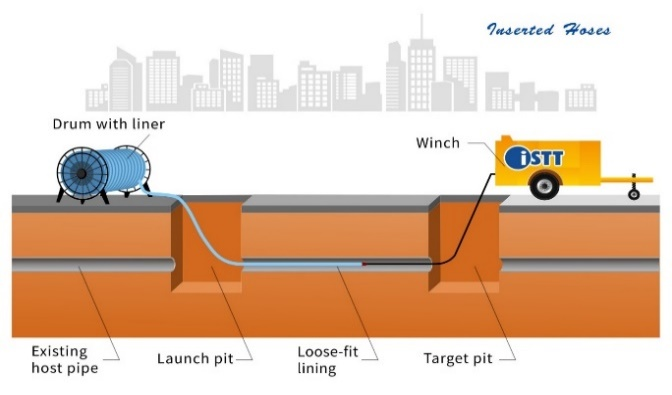 Inserted Hoses
Drum with liner
Winch
iSTT
Existing
host pipe
Launch pit
Loose-fit
lining
Target pit